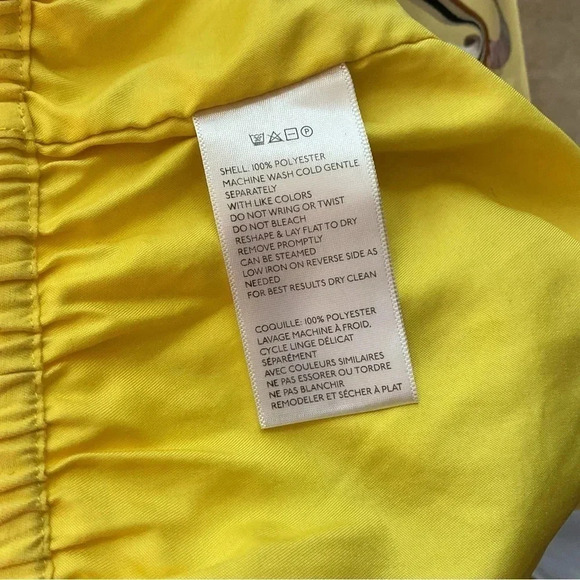 P
SHELL: 100% POLYESTER
MACHINE WASH COLD GENTLE
SEPARATELY
WITH LIKE COLORS
DO NOT WRING OR TWIST
DO NOT BLEACH
RESHAPE & LAY FLAT TO DRY
REMOVE PROMPTLY
CAN BE STEAMED
LOW IRON ON REVERSE SIDE AS
NEEDED
FOR BEST RESULTS DRY CLEAN
COQUILLE: 100% POLYESTER
LAVAGE MACHINE À FROID,
CYCLE LINGE DÉLICAT
SÉPARÉMENT
AVEC COULEURS SIMILAIRES
NE PAS ESSORER OU TORDRE
NE PAS BLANCHIR
REMODELER ET SÉCHER À PLAT